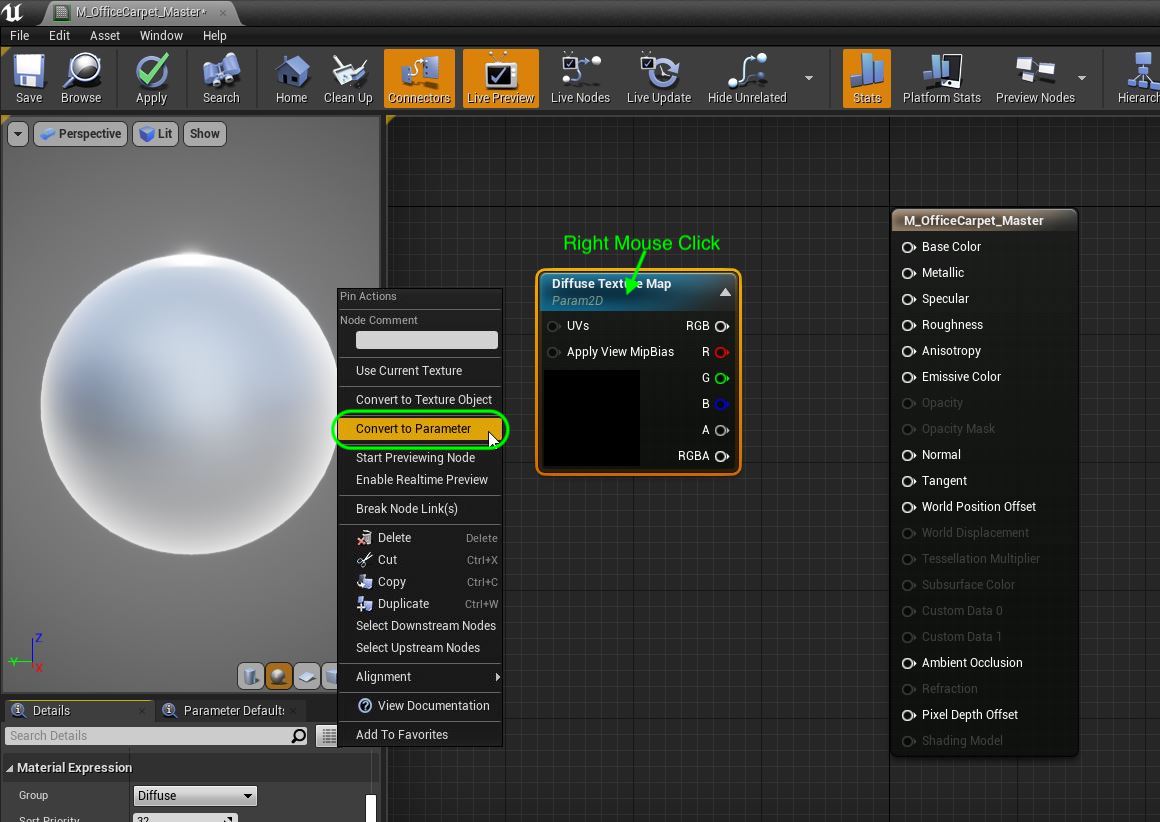 M_OfficeCarpet_Master*
File Edit Asset Window Help
Save Browse Apply Search Home Clean Up Connectors Live Preview Live Nodes Live Update Hide Unrelated Stats Platform Stats Preview Nodes Hierarch
Perspective Lit Show
Z
Y
X
Pin Actions
Node Comment
Use Current Texture
Convert to Texture Object
Convert to Parameter
Start Previewing Node
Enable Realtime Preview
Break Node Link(s)
Delete Delete
Cut Ctrl+X
Copy Ctrl+C
Duplicate Ctrl+W
Select Downstream Nodes
Select Upstream Nodes
Alignment
View Documentation
Add To Favorites
Right Mouse Click
Diffuse Texture Map
Param2D
UVs RGB
Apply View MipBias R
G
B
A
RGBA
M_OfficeCarpet_Master
Base Color
Metallic
Specular
Roughness
Anisotropy
Emissive Color
Opacity
Opacity Mask
Normal
Tangent
World Position Offset
World Displacement
Tessellation Multiplier
Subsurface Color
Custom Data 0
Custom Data 1
Ambient Occlusion
Refraction
Pixel Depth Offset
Shading Model
Details Parameter Defaults
Search Details
Material Expression
Group Diffuse
Sort Priority 32